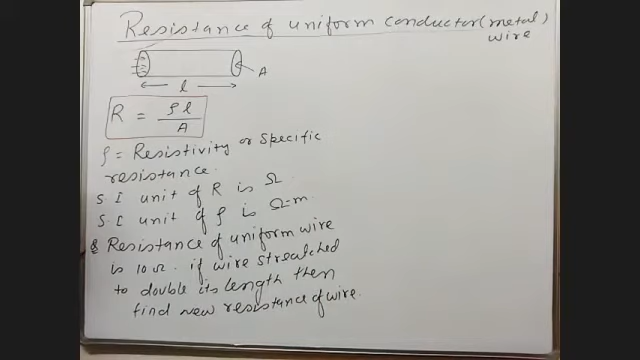 Resistance of uniform conductor(metal)
wire
A
l
R = ρl / A
ρ = Resistivity or Specific
resistance.
S I unit of R is Ω
S.I unit of ρ is Ω-m
Q Resistance of uniform wire
is 10Ω. if wire streatched
to double its length then
find new resistance of wire.